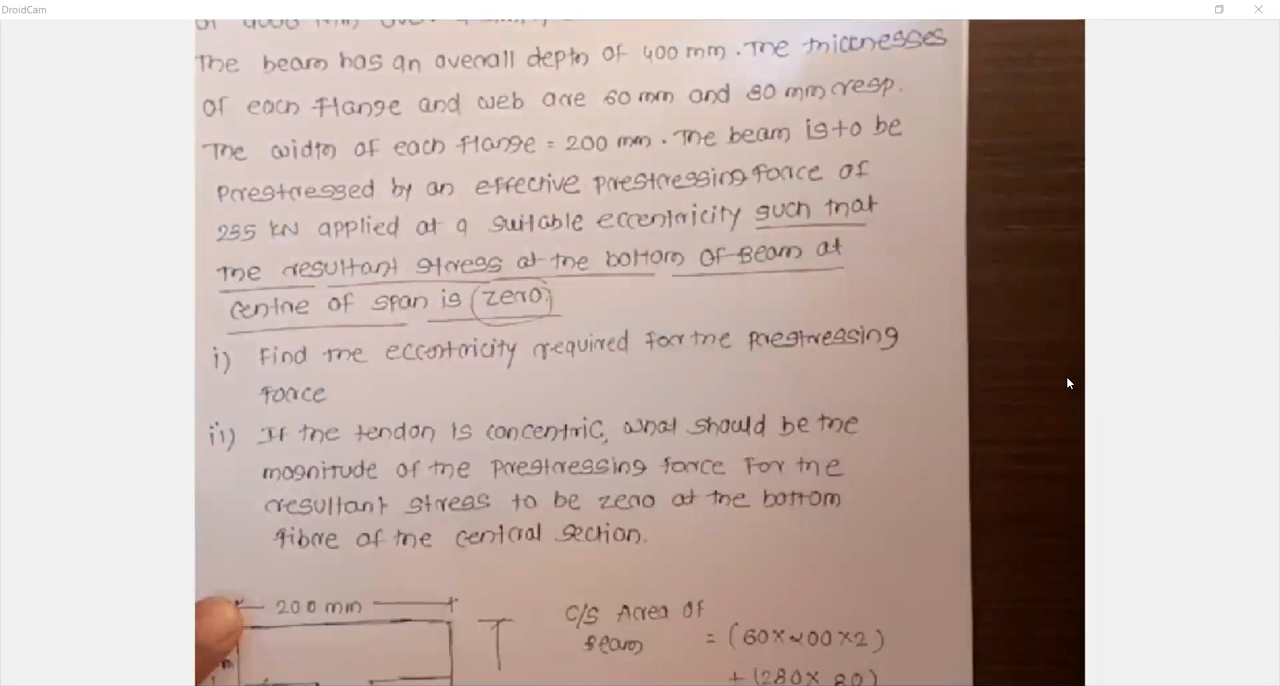 DroidCam
The beam has an overall depth of 400 mm. The thicknesses
of each flange and web are 60 mm and 80 mm resp.
The width of each flange = 200 mm. The beam is to be
prestressed by an effective prestressing force of
235 kN applied at a suitable eccentricity such that
the resultant stress at the bottom of beam at
centre of span is zero.
i) Find the eccentricity required for the prestressing
force
ii) If the tendon is concentric, what should be the
magnitude of the prestressing force for the
resultant stress to be zero at the bottom
fibre of the central section.
200 mm
C/S Area of
Beam = (60×200×2)
+ (280× 80)